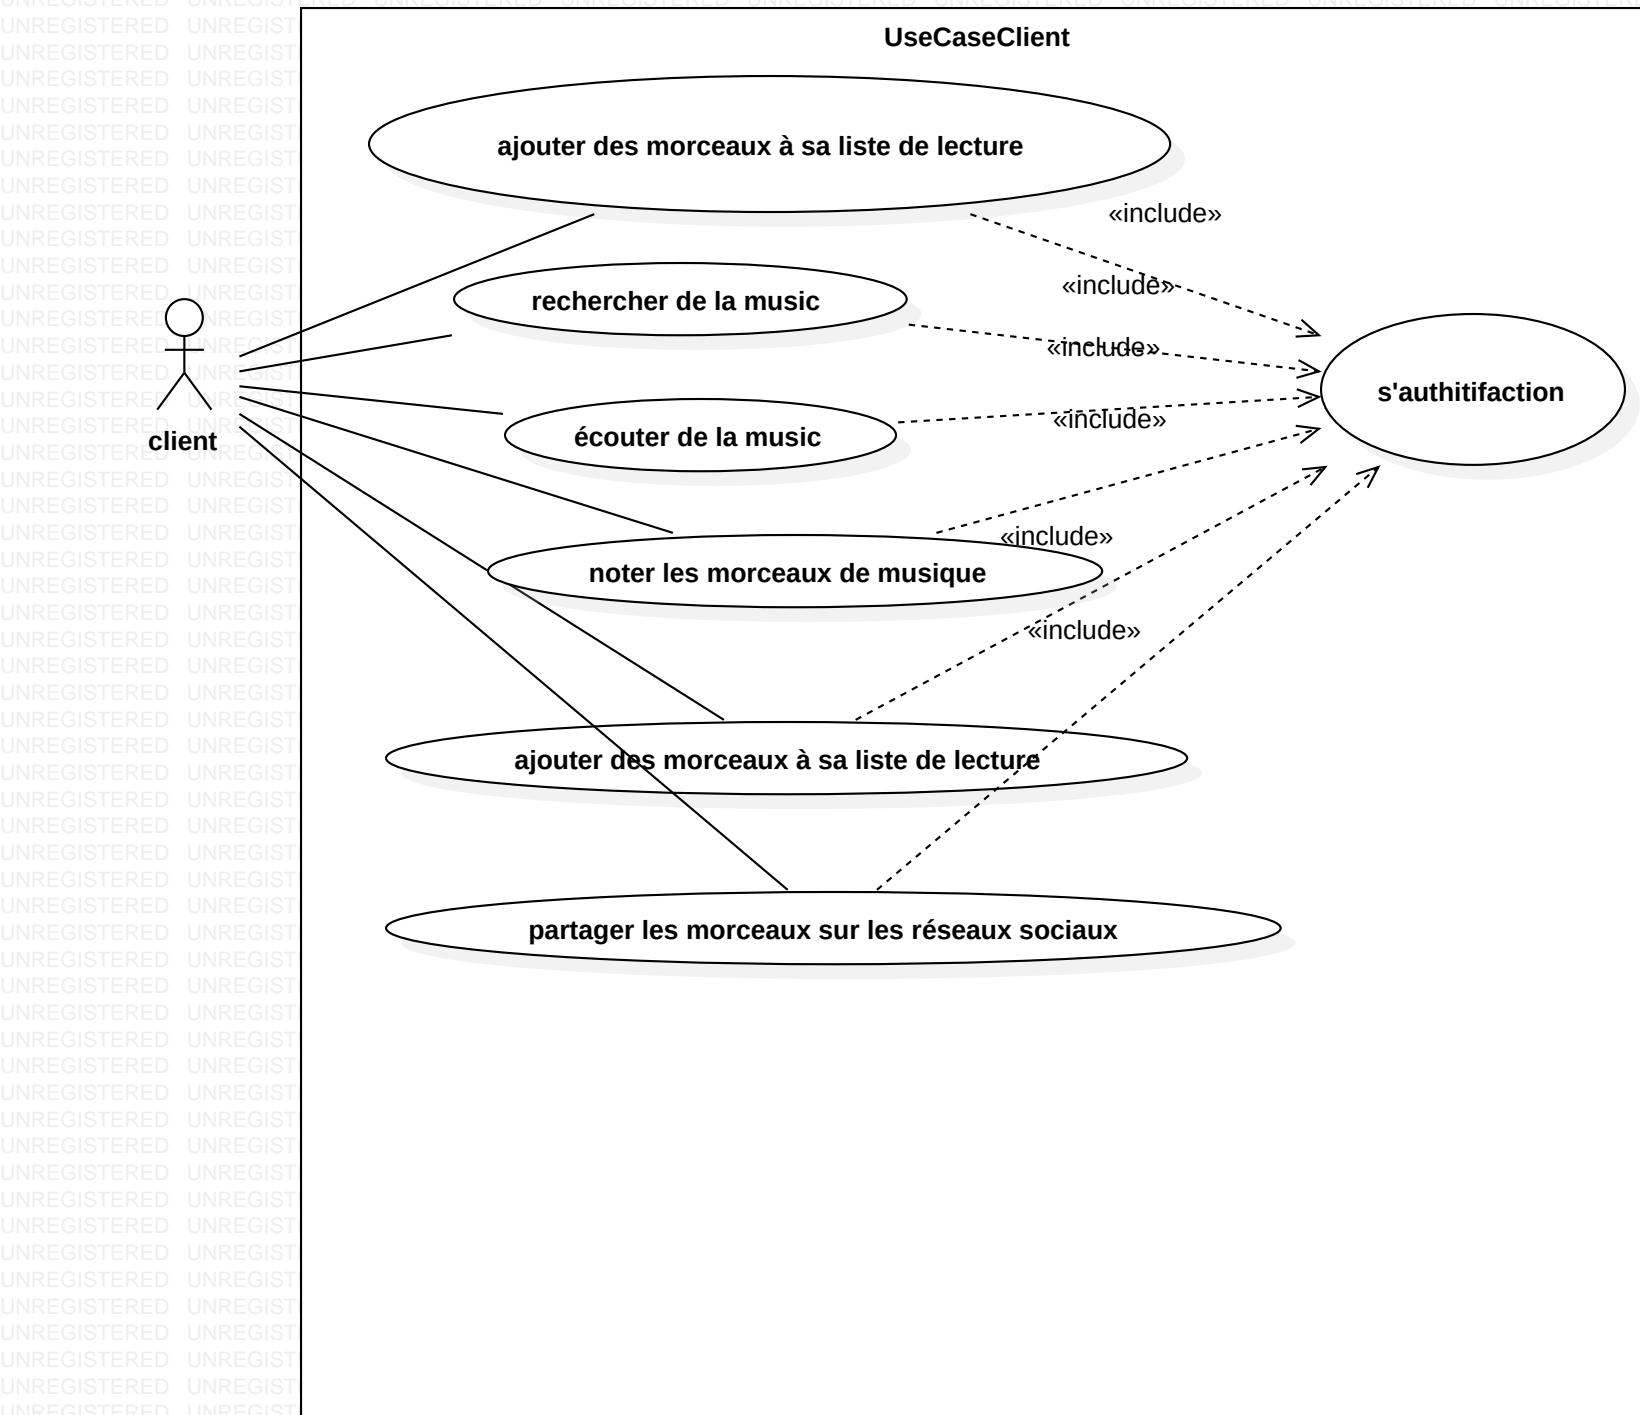 UseCaseClient
ajouter des morceaux à sa liste de lecture
«include»
«include»
rechercher de la music
«include»
s'authitifaction
«include»
écouter de la music
client
«include»
noter les morceaux de musique
«include»
ajouter des morceaux à sa liste de lecture
partager les morceaux sur les réseaux sociaux
UNREGISTERED UNREGISTERED